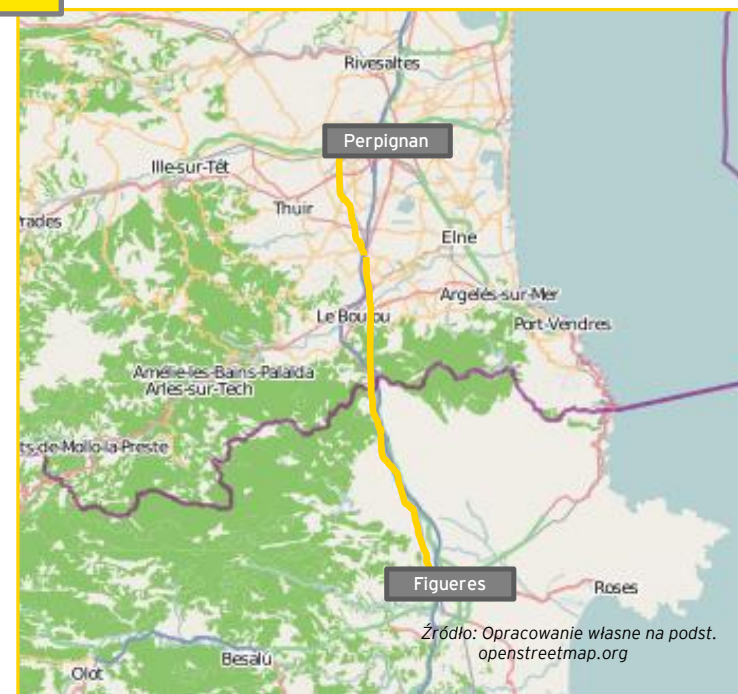 Rivesaltes
Perpignan
Ille-sur-Têt
Thuir
rades
Elne
Argelès-sur-Mer
Le Boulou
Port-Vendres
Amélie-les-Bains-Palalda
Arles-sur-Tech
ts-de-Mollo-la-Preste
Figueres
Roses
Źródło: Opracowanie własne na podst.
openstreetmap.org
Besalú
Olot